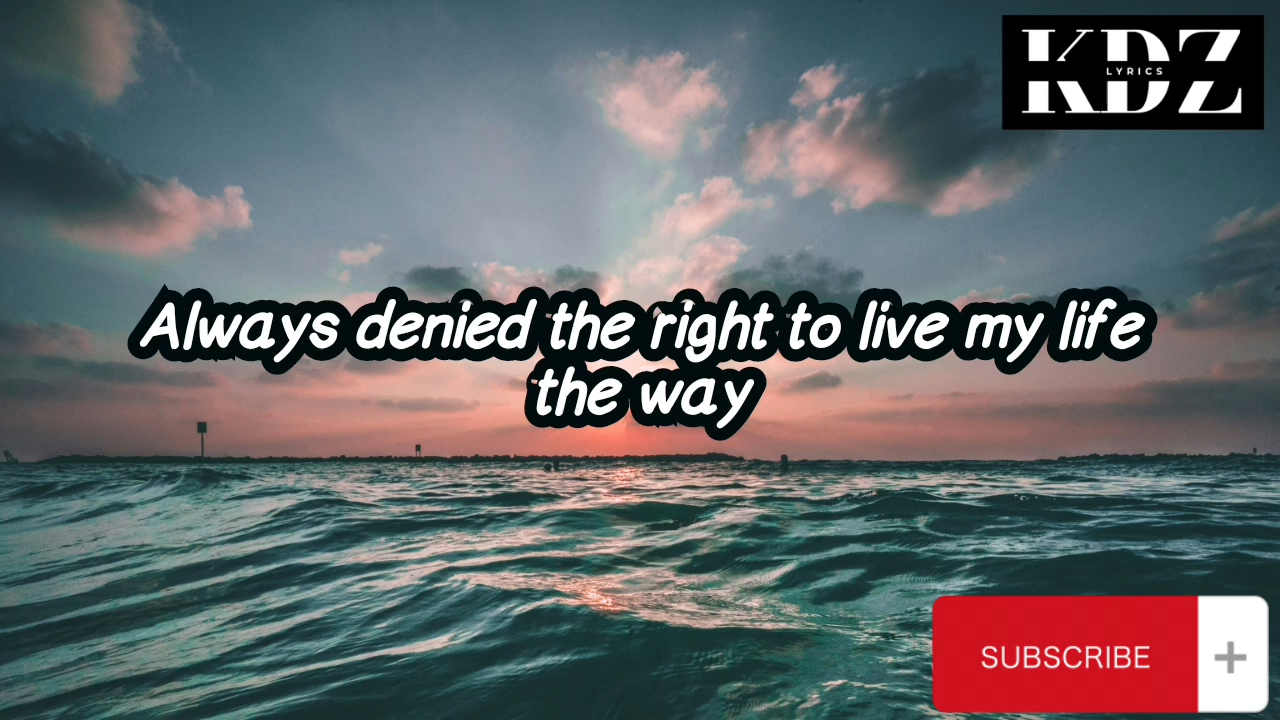 KDZ
LYRICS
Always denied the right to live my life
the way
SUBSCRIBE